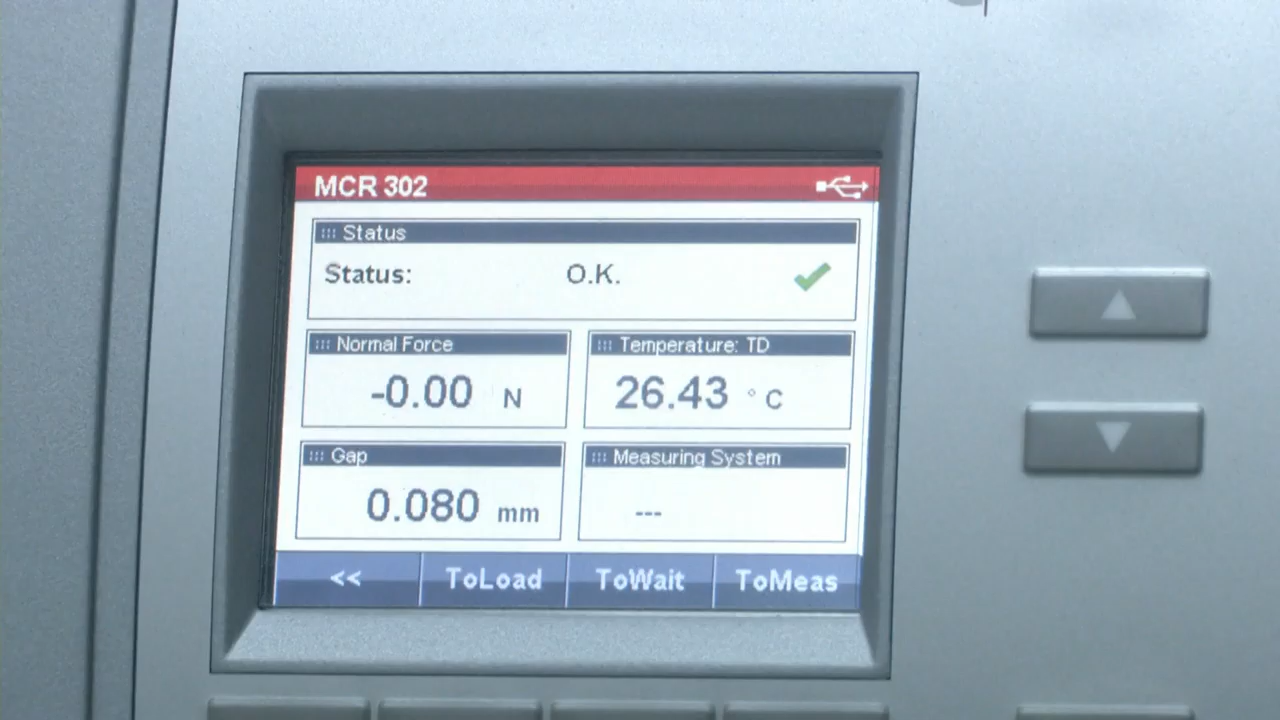 MCR 302
Status
Status: O.K.
Normal Force
-0.00 N
Temperature: TD
26.43 °C
Gap
0.080 mm
Measuring System
---
<< ToLoad ToWait ToMeas